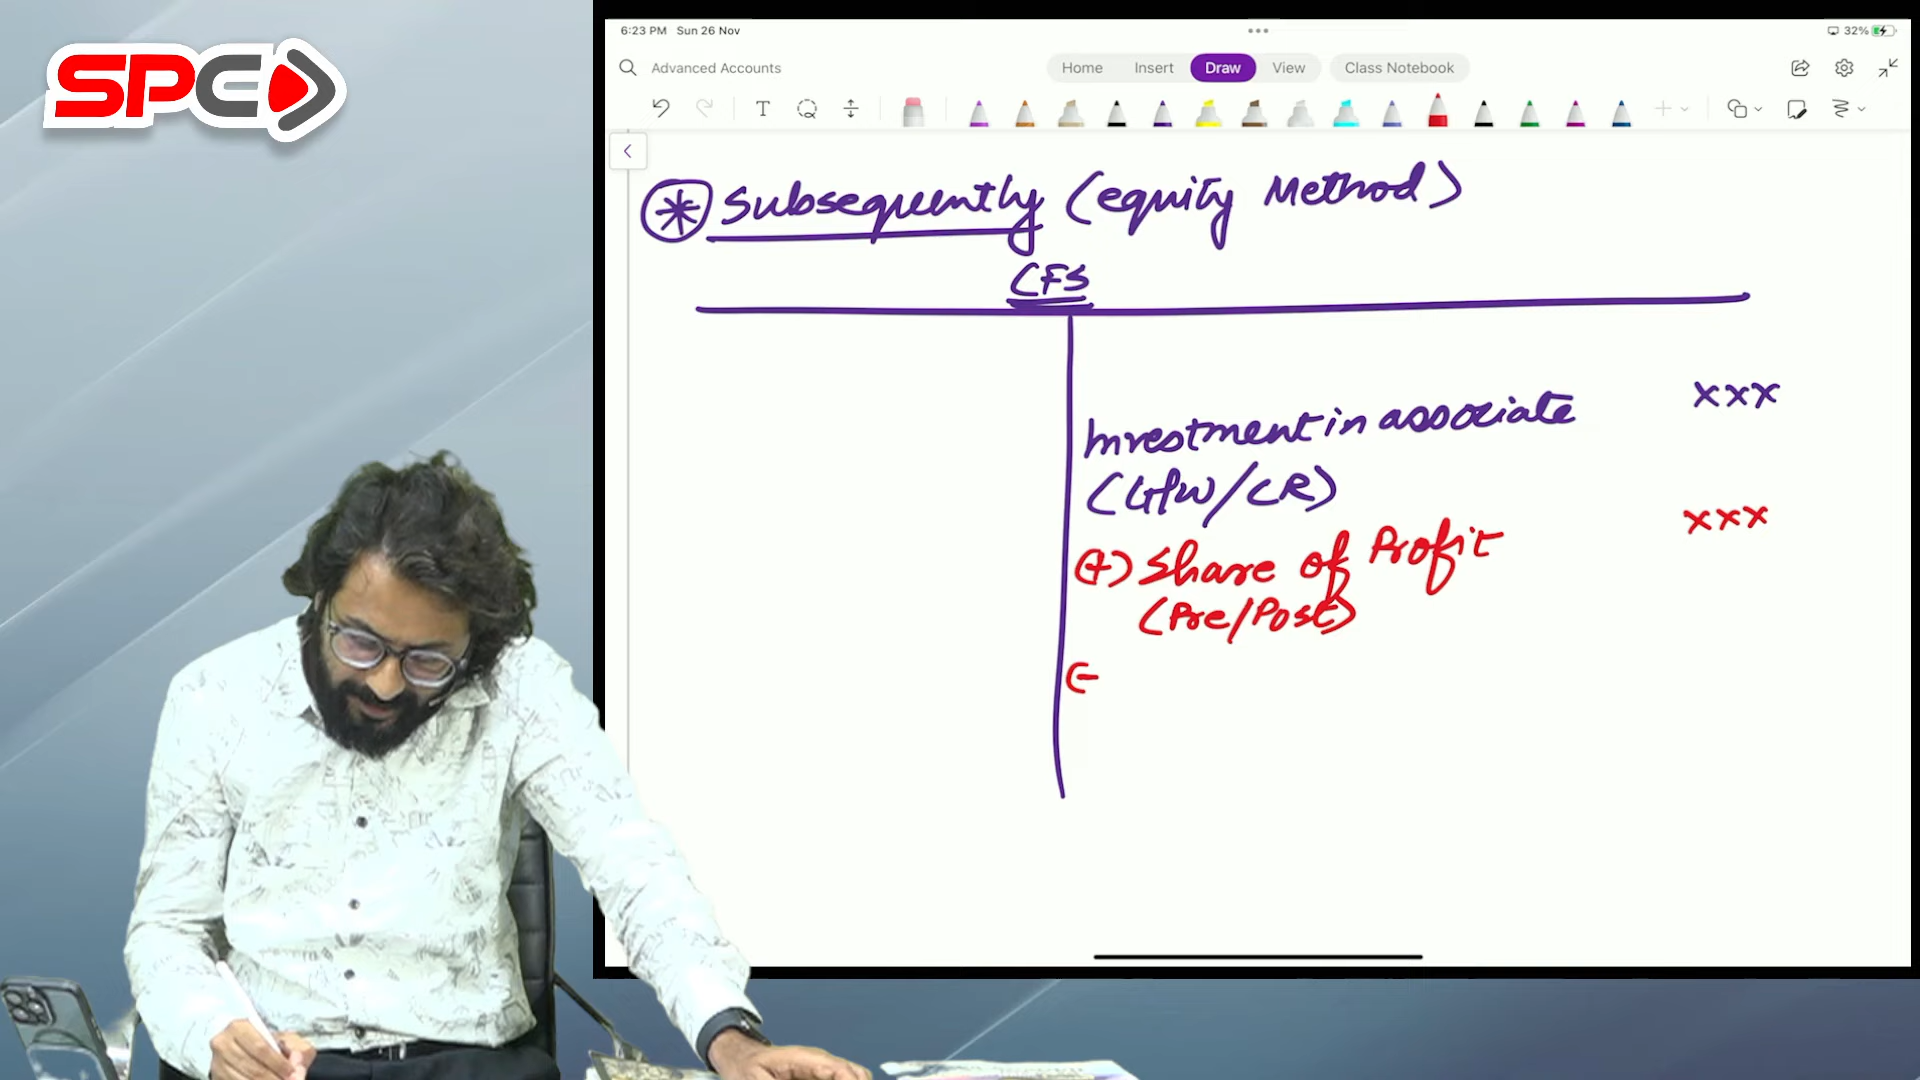 SPE
6:23 PM Sun 26 Nov
32%
Advanced Accounts
Home Insert Draw View Class Notebook
T
Subsequently (equity Method)
CFS
Investment in associate xxx
(G/W/CR)
(+) Share of Profit xxx
(Pre/Post)
(-